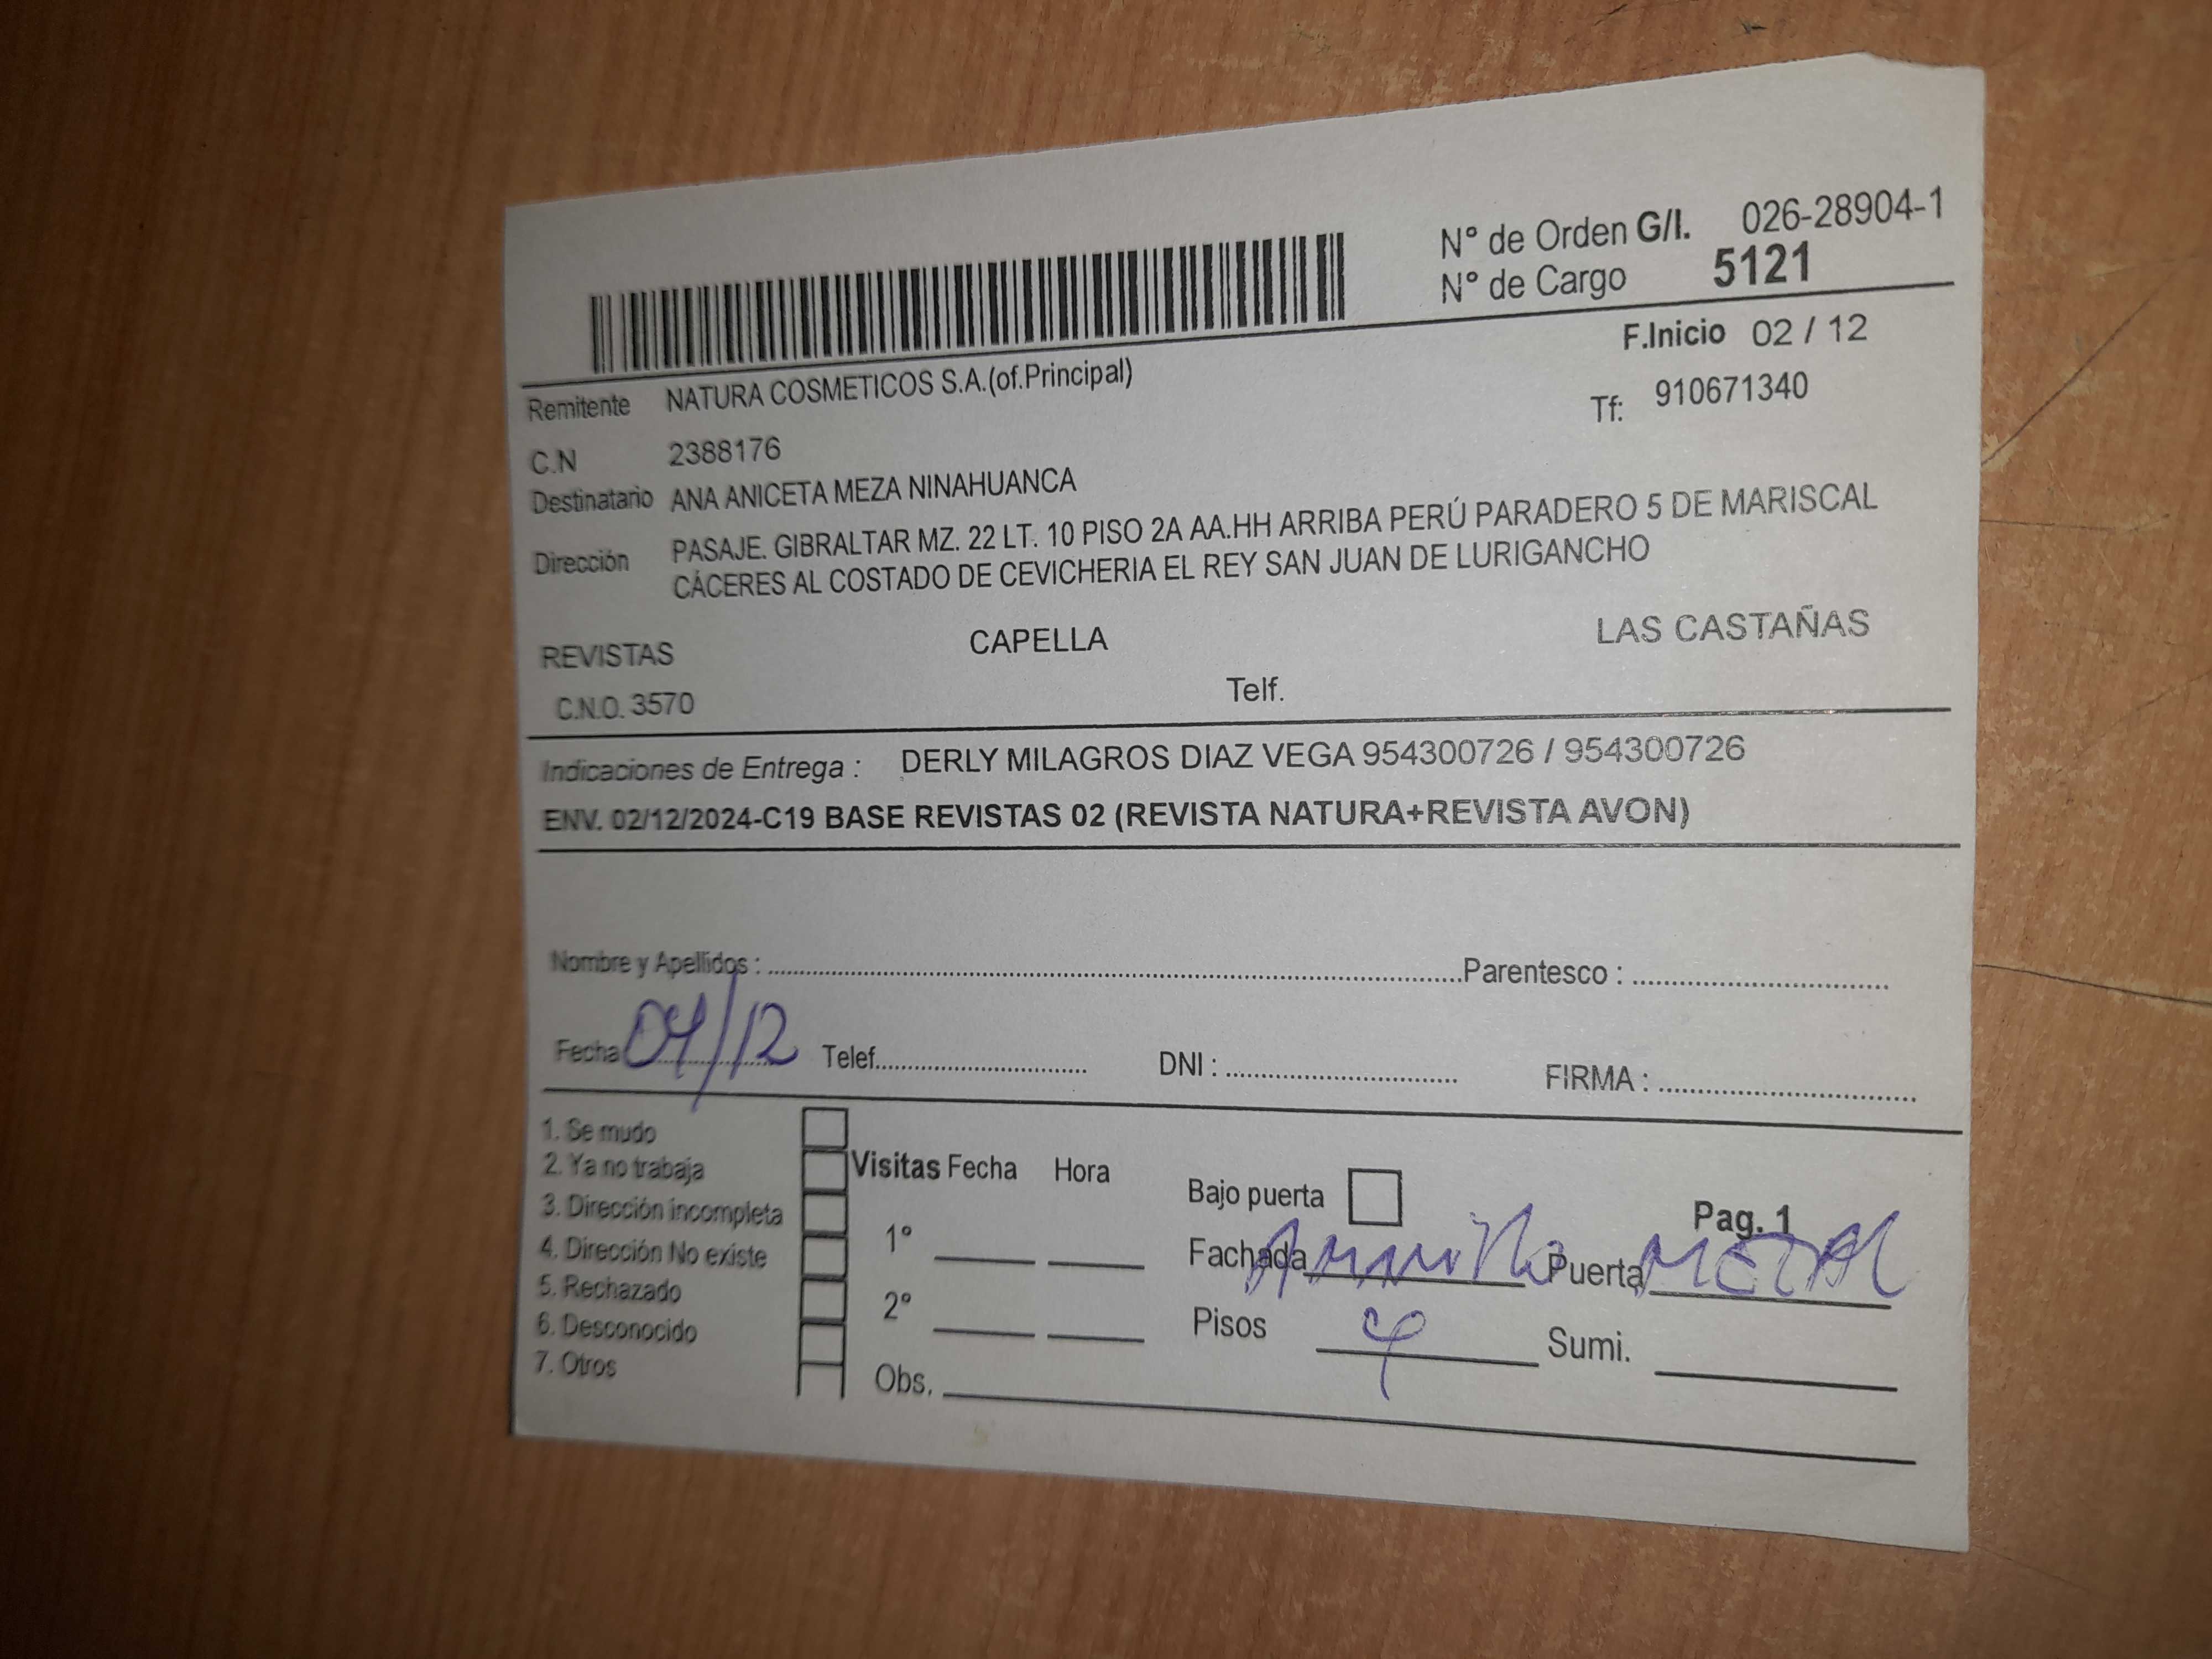 N° de Orden G/I. 026-28904-1
N° de Cargo 5121
F.Inicio 02 / 12
Remitente NATURA COSMETICOS S.A.(of.Principal)
Tf: 910671340
C.N 2388176
Destinatario ANA ANICETA MEZA NINAHUANCA
Dirección PASAJE. GIBRALTAR MZ. 22 LT. 10 PISO 2A AA.HH ARRIBA PERÚ PARADERO 5 DE MARISCAL
CÁCERES AL COSTADO DE CEVICHERIA EL REY SAN JUAN DE LURIGANCHO
REVISTAS CAPELLA LAS CASTAÑAS
C.N.O. 3570 Telf.
Indicaciones de Entrega : DERLY MILAGROS DIAZ VEGA 954300726 / 954300726
ENV. 02/12/2024-C19 BASE REVISTAS 02 (REVISTA NATURA+REVISTA AVON)
Nombre y Apellidos : Parentesco :
Fecha 04/12 Telef. DNI : FIRMA :
1. Se mudo
2. Ya no trabaja
3. Dirección incompleta
4. Dirección No existe
5. Rechazado
6. Desconocido
7. Otros
Visitas Fecha Hora
1°
2°
Obs.
Bajo puerta
Pag. 1
Fachada Puerta METAL
Pisos 4 Sumi.